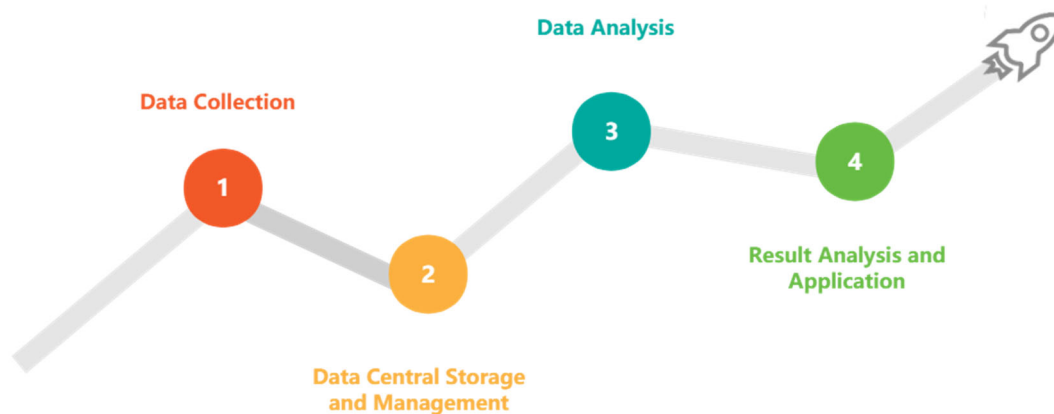 Data Collection
1
2
Data Central Storage
and Management
Data Analysis
3
4
Result Analysis and
Application